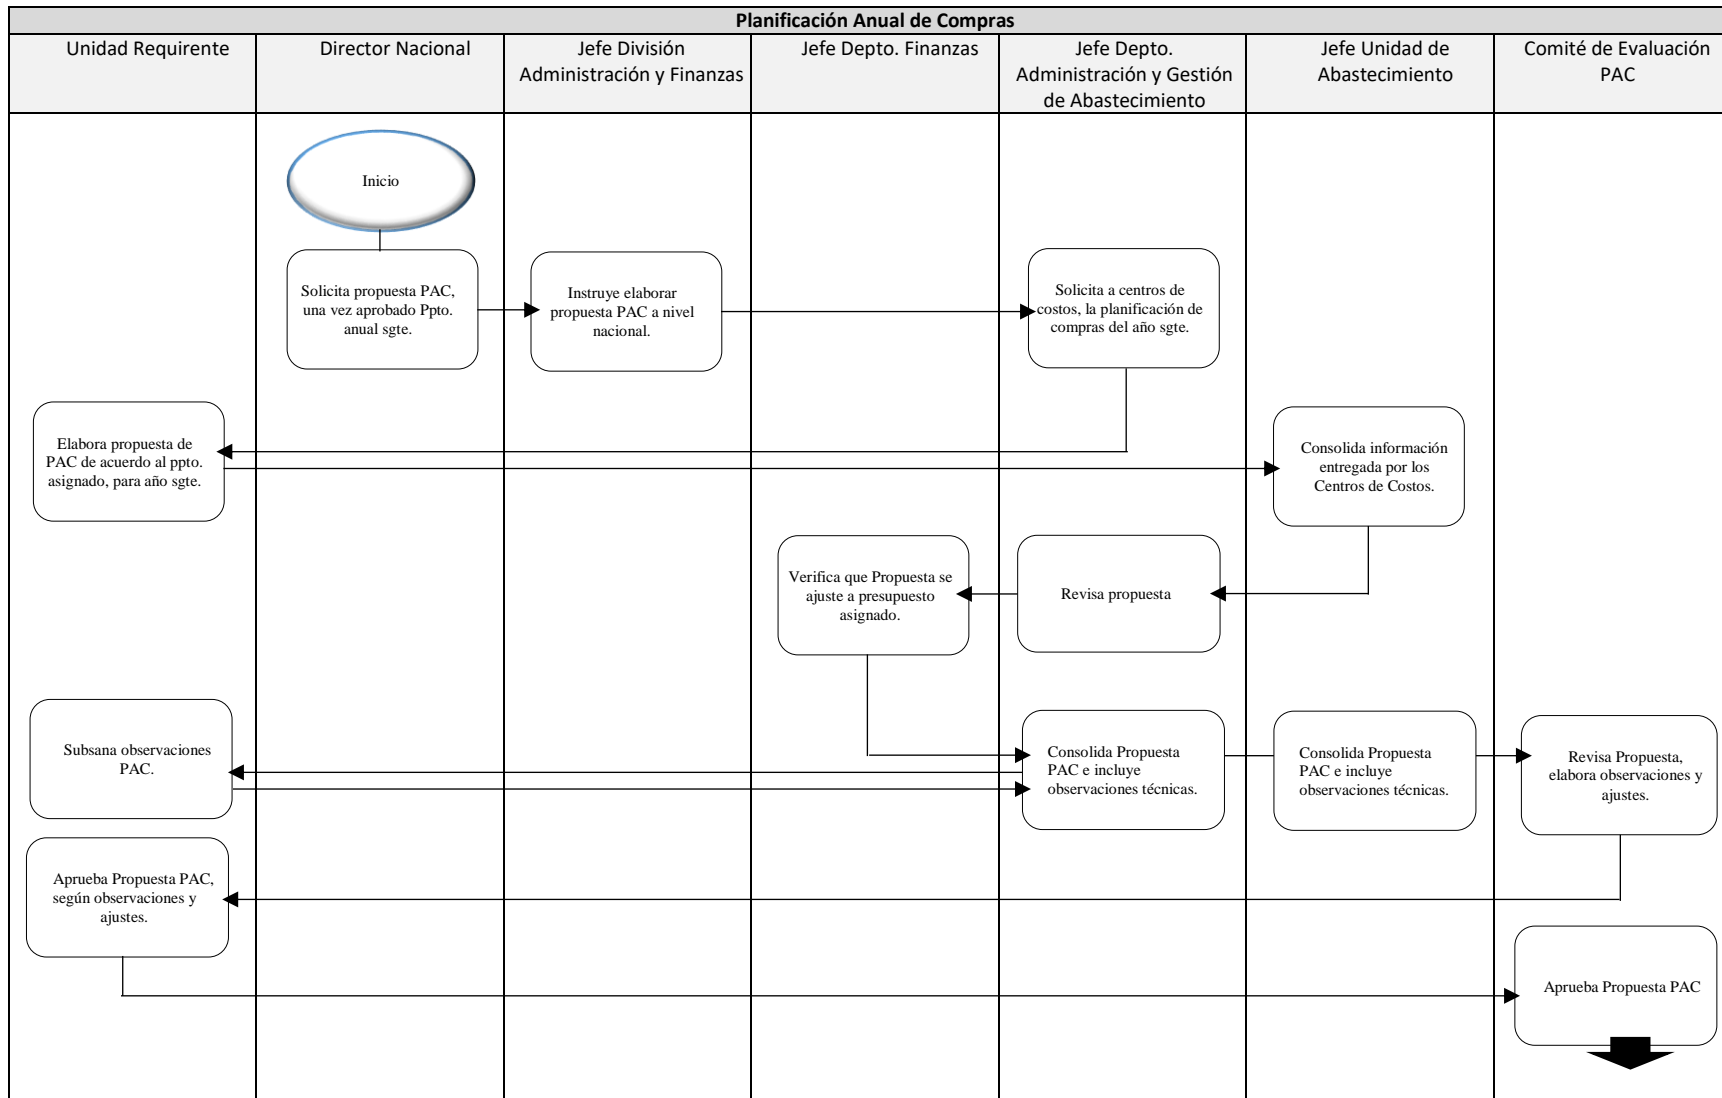 Planificación Anual de Compras
Unidad Requirente
Director Nacional
Jefe División
Administración y Finanzas
Jefe Depto. Finanzas
Jefe Depto.
Administración y Gestión
de Abastecimiento
Jefe Unidad de
Abastecimiento
Comité de Evaluación
PAC
Inicio
Solicita propuesta PAC,
una vez aprobado Ppto.
anual sgte.
Instruye elaborar
propuesta PAC a nivel
nacional.
Solicita a centros de
costos, la planificación de
compras del año sgte.
Elabora propuesta de
PAC de acuerdo al ppto.
asignado, para año sgte.
Consolida información
entregada por los
Centros de Costos.
Verifica que Propuesta se
ajuste a presupuesto
asignado.
Revisa propuesta
Subsana observaciones
PAC.
Consolida Propuesta
PAC e incluye
observaciones técnicas.
Consolida Propuesta
PAC e incluye
observaciones técnicas.
Revisa Propuesta,
elabora observaciones y
ajustes.
Aprueba Propuesta PAC,
según observaciones y
ajustes.
Aprueba Propuesta PAC